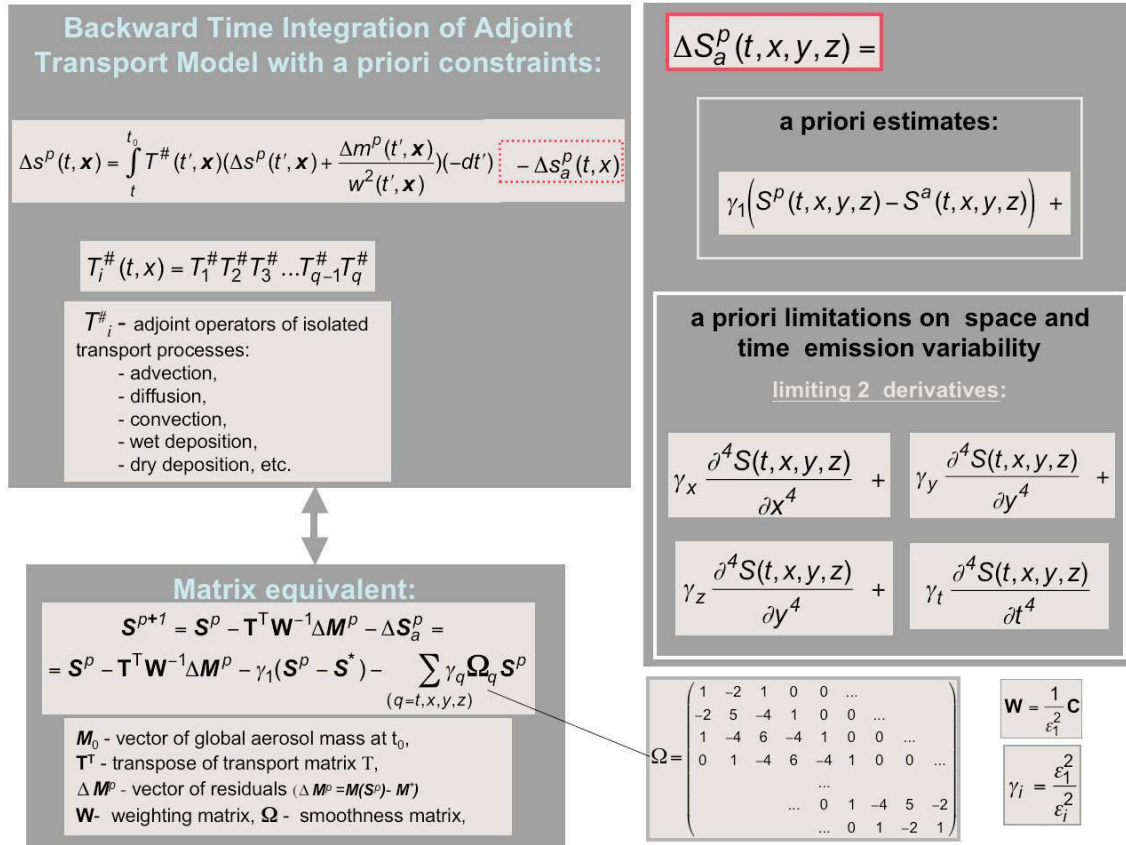 Backward Time Integration of Adjoint
Transport Model with a priori constraints:
Δs^p(t, x) = ∫_t^{t_0} T^#(t′, x)(Δs^p(t′, x) + Δm^p(t′, x) / w^2(t′, x))(-dt′) - Δs_a^p(t, x)
T_i^#(t, x) = T_1^# T_2^# T_3^# ... T_{q-1}^# T_q^#
T^#_i - adjoint operators of isolated
transport processes:
- advection,
- diffusion,
- convection,
- wet deposition,
- dry deposition, etc.
Matrix equivalent:
S^{p+1} = S^p - T^T W^{-1} ΔM^p - ΔS_a^p =
= S^p - T^T W^{-1} ΔM^p - γ_1(S^p - S^*) - ∑_{(q=t,x,y,z)} γ_q Ω_q S^p
M_0 - vector of global aerosol mass at t_0,
T^T - transpose of transport matrix T,
Δ M^p - vector of residuals (Δ M^p =M(S^p)- M^*)
W- weighting matrix, Ω - smoothness matrix,
ΔS_a^p(t, x, y, z) =
a priori estimates:
γ_1(S^p(t, x, y, z) - S^a(t, x, y, z)) +
a priori limitations on space and
time emission variability
limiting 2 derivatives:
γ_x ∂^4S(t, x, y, z) / ∂x^4 + γ_y ∂^4S(t, x, y, z) / ∂y^4 +
γ_z ∂^4S(t, x, y, z) / ∂y^4 + γ_t ∂^4S(t, x, y, z) / ∂t^4
1 -2 1 0 0 ...
-2 5 -4 1 0 0 ...
1 -4 6 -4 1 0 0 ...
Ω = 0 1 -4 6 -4 1 0 0 ...
...
... 0 1 -4 5 -2
... 0 1 -2 1
W = 1/ε_1^2 C
γ_i = ε_1^2 / ε_i^2